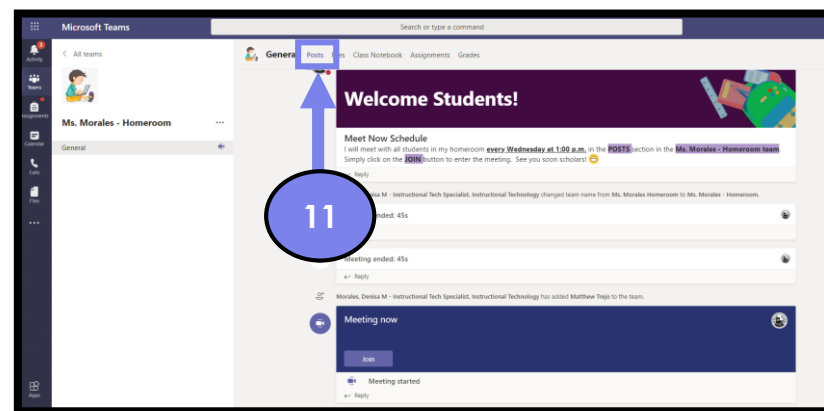 Microsoft Teams
Search or type a command
3
Activity
Teams
Assignments
Calendar
Calls
Files
Apps
All teams
Ms. Morales - Homeroom
General
Posts
Class Notebook
Assignments
Grades
Welcome Students!
Meet Now Schedule
I will meet with all students in my homeroom every Wednesday at 1:00 p.m. in the POSTS section in the Ms. Morales - Homeroom team.
Simply click on the JOIN button to enter the meeting. See you soon scholars!
Reply
Denisa M - Instructional Tech Specialist, Instructional Technology changed team name from Ms. Morales Homeroom to Ms. Morales - Homeroom.
11
ended: 45s
Meeting ended: 45s
Reply
Morales, Denisa M - Instructional Tech Specialist, Instructional Technology has added Matthew Trejo to the team.
Meeting now
Join
Meeting started
Reply